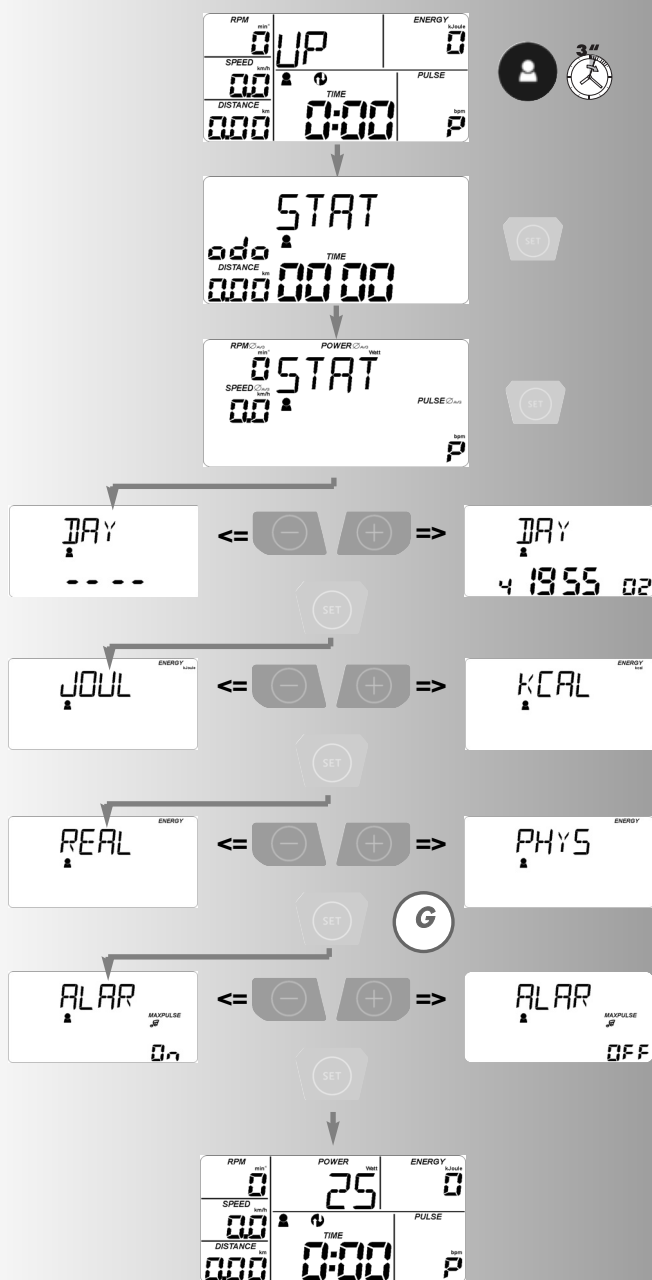 RPM ENERGY
min⁻ kJoule
0 UP 0
SPEED
km/h
0.0 PULSE
TIME
DISTANCE
km bpm
0.00 0:00 P
3"
STAT
odo
DISTANCE TIME
km
0.00 00 00
SET
RPM∅AVG POWER∅AVG
min⁻ Watt
0 STAT
SPEED∅AVG
km/h
0.0 PULSE∅AVG
bpm
P
SET
DAY <= − + => DAY
---- 4 1955 02
SET
ENERGY ENERGY
kJoule kcal
JOUL <= − + => KCAL
SET
ENERGY ENERGY
REAL <= − + => PHYS
SET G
ALAR <= − + => ALAR
MAXPULSE MAXPULSE
On OFF
SET
RPM POWER ENERGY
min⁻ Watt kJoule
0 25 0
SPEED
km/h
0.0 PULSE
TIME
DISTANCE
km
0.00 0:00 bpm
P